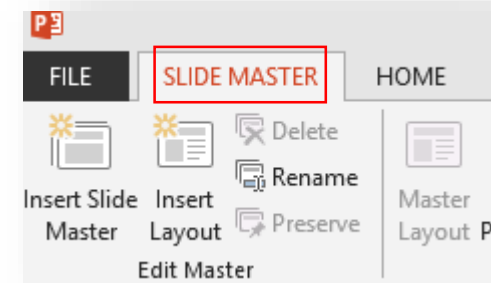 P
FILE SLIDE MASTER HOME
Delete
Rename
Preserve
Insert Slide Master
Insert Layout
Master Layout P
Edit Master